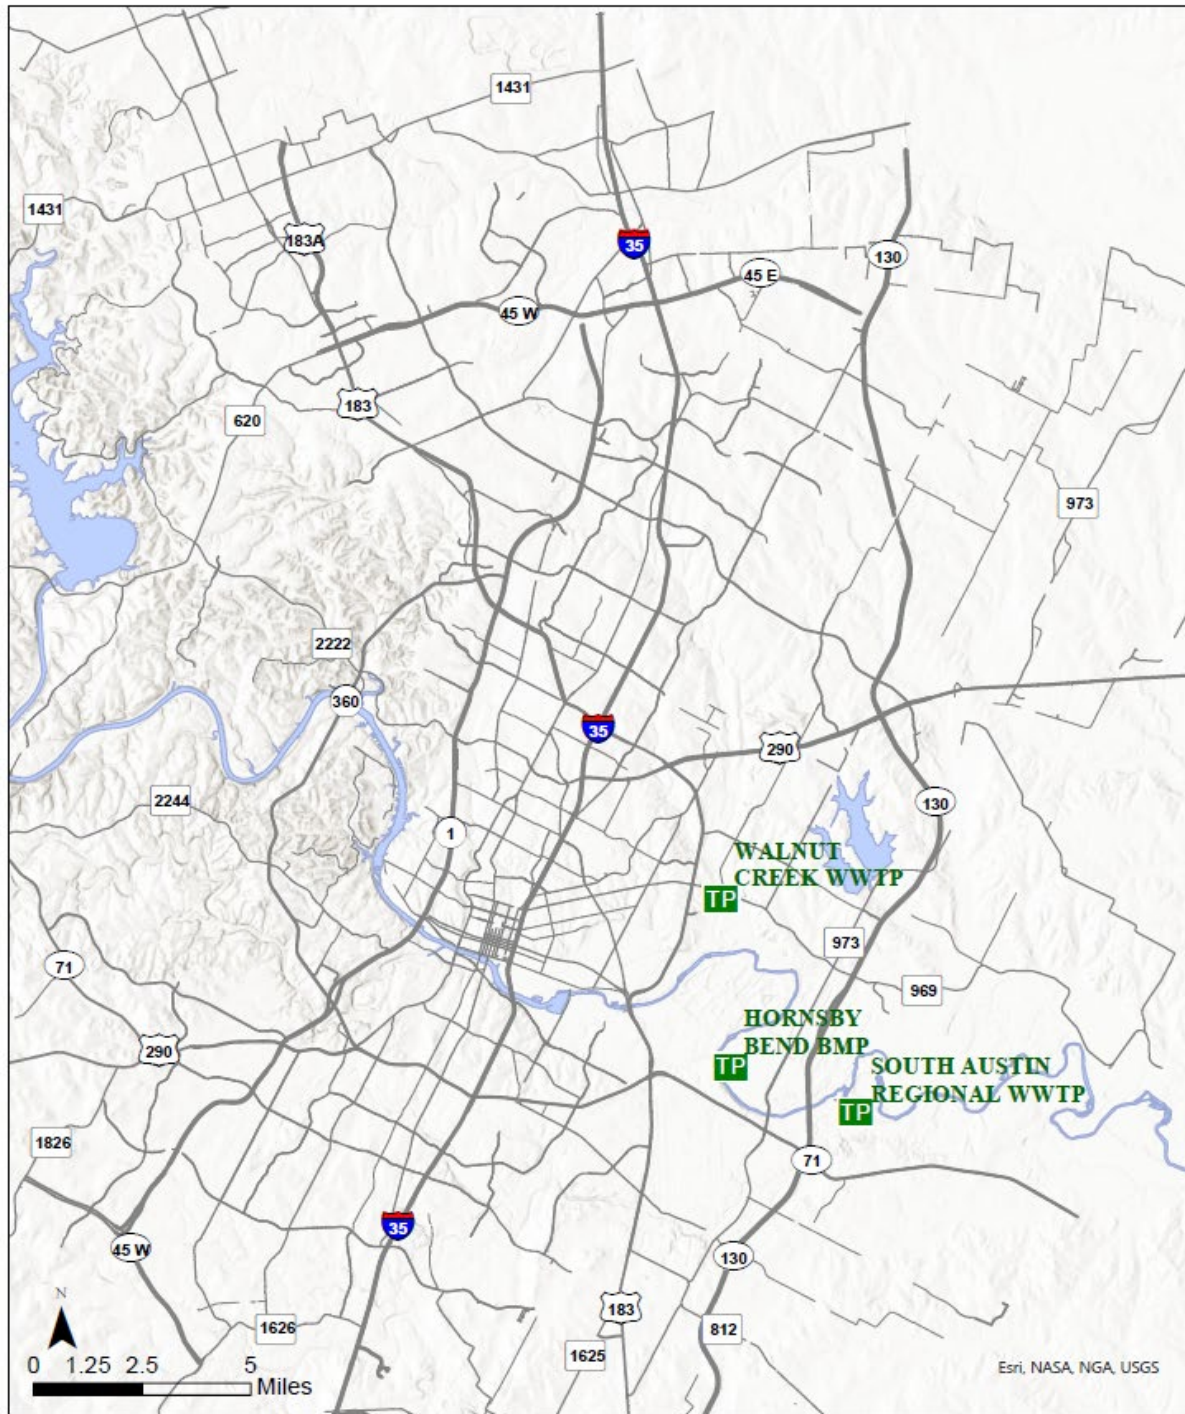 1431
1431
183A
35
130
45 E
45 W
183
620
973
2222
360
35
290
2244
130
1
WALNUT
CREEK WWTP
TP
973
71
969
HORNSBY
BEND BMP
TP
290
SOUTH AUSTIN
REGIONAL WWTP
TP
1826
71
35
45 W
130
N
183
1626
812
1625
0 1.25 2.5 5
Miles
Esri, NASA, NGA, USGS